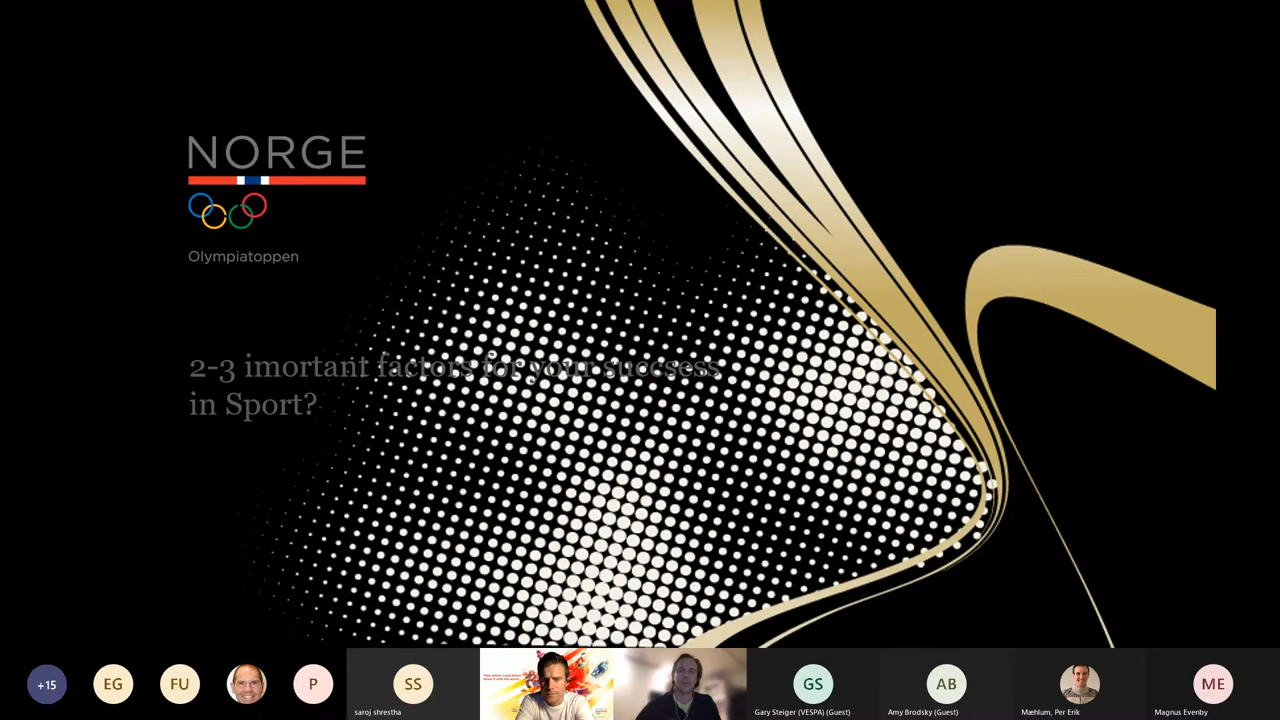 NORGE
Olympiatoppen
2-3 imortant factors for your succsess
in Sport?
+15
EG
FU
P
SS
GS
AB
ME
saroj shrestha
Gary Steiger (VESPA) (Guest)
Amy Brodsky (Guest)
Mæhlum, Per Erik
Magnus Evenby